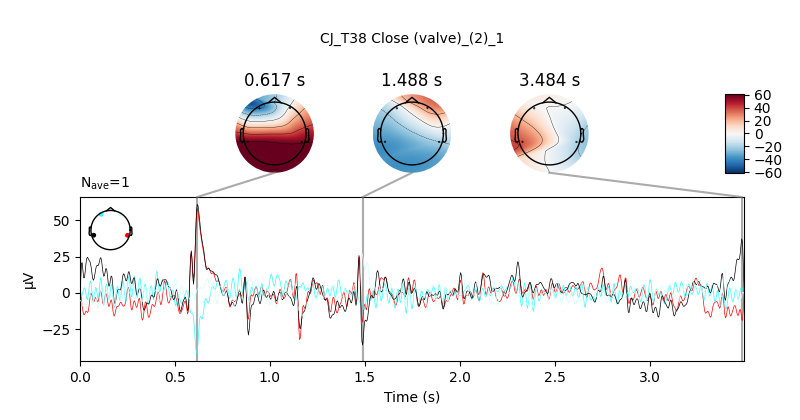 CJ_T38 Close (valve)_(2)_1
0.617 s
1.488 s
3.484 s
60
40
20
0
−20
−40
−60
Nave=1
50
25
0
−25
µV
0.0 0.5 1.0 1.5 2.0 2.5 3.0
Time (s)